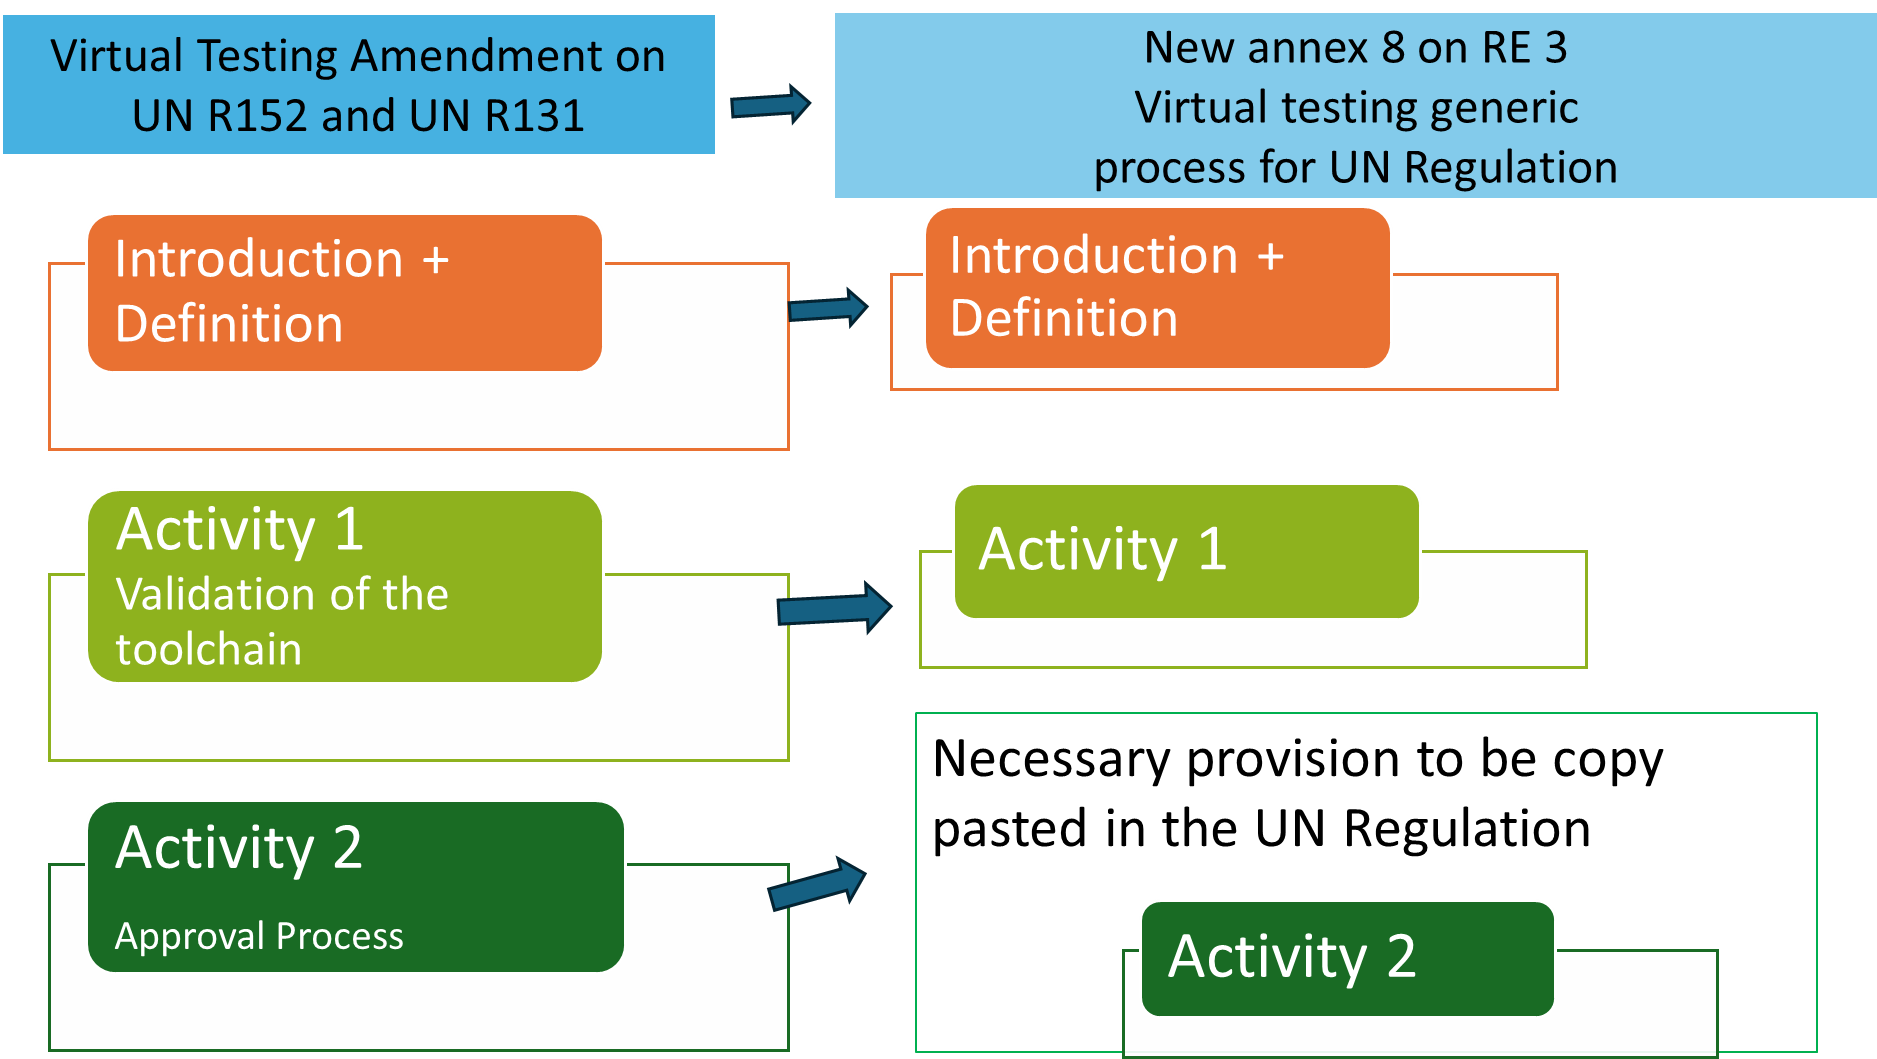 Virtual Testing Amendment on
UN R152 and UN R131
New annex 8 on RE 3
Virtual testing generic
process for UN Regulation
Introduction +
Definition
Introduction +
Definition
Activity 1
Validation of the
toolchain
Activity 1
Activity 2
Approval Process
Necessary provision to be copy
pasted in the UN Regulation
Activity 2